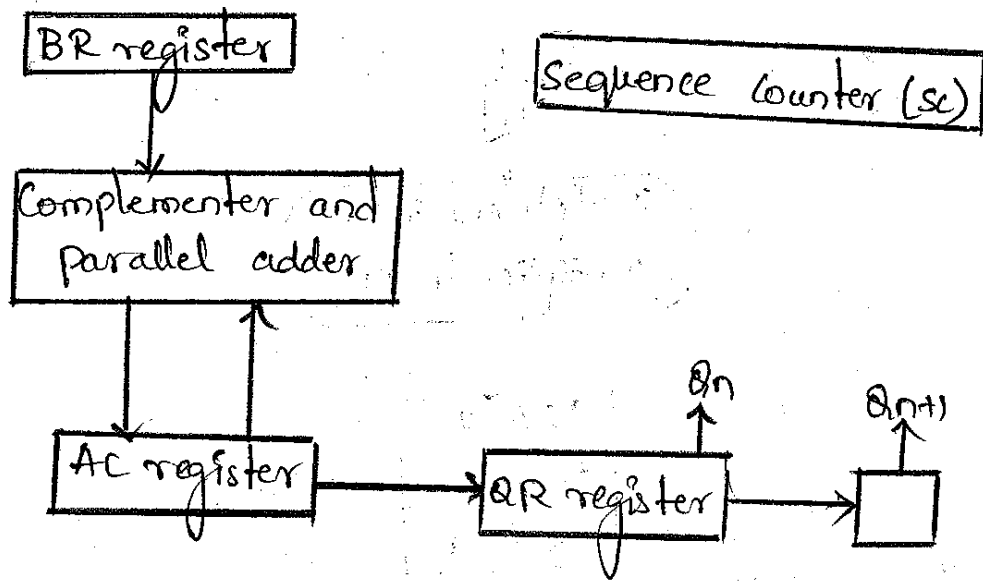 BR register
Sequence Counter (SC)
Complementer and
parallel adder
Qn
Qn+1
AC register
QR register